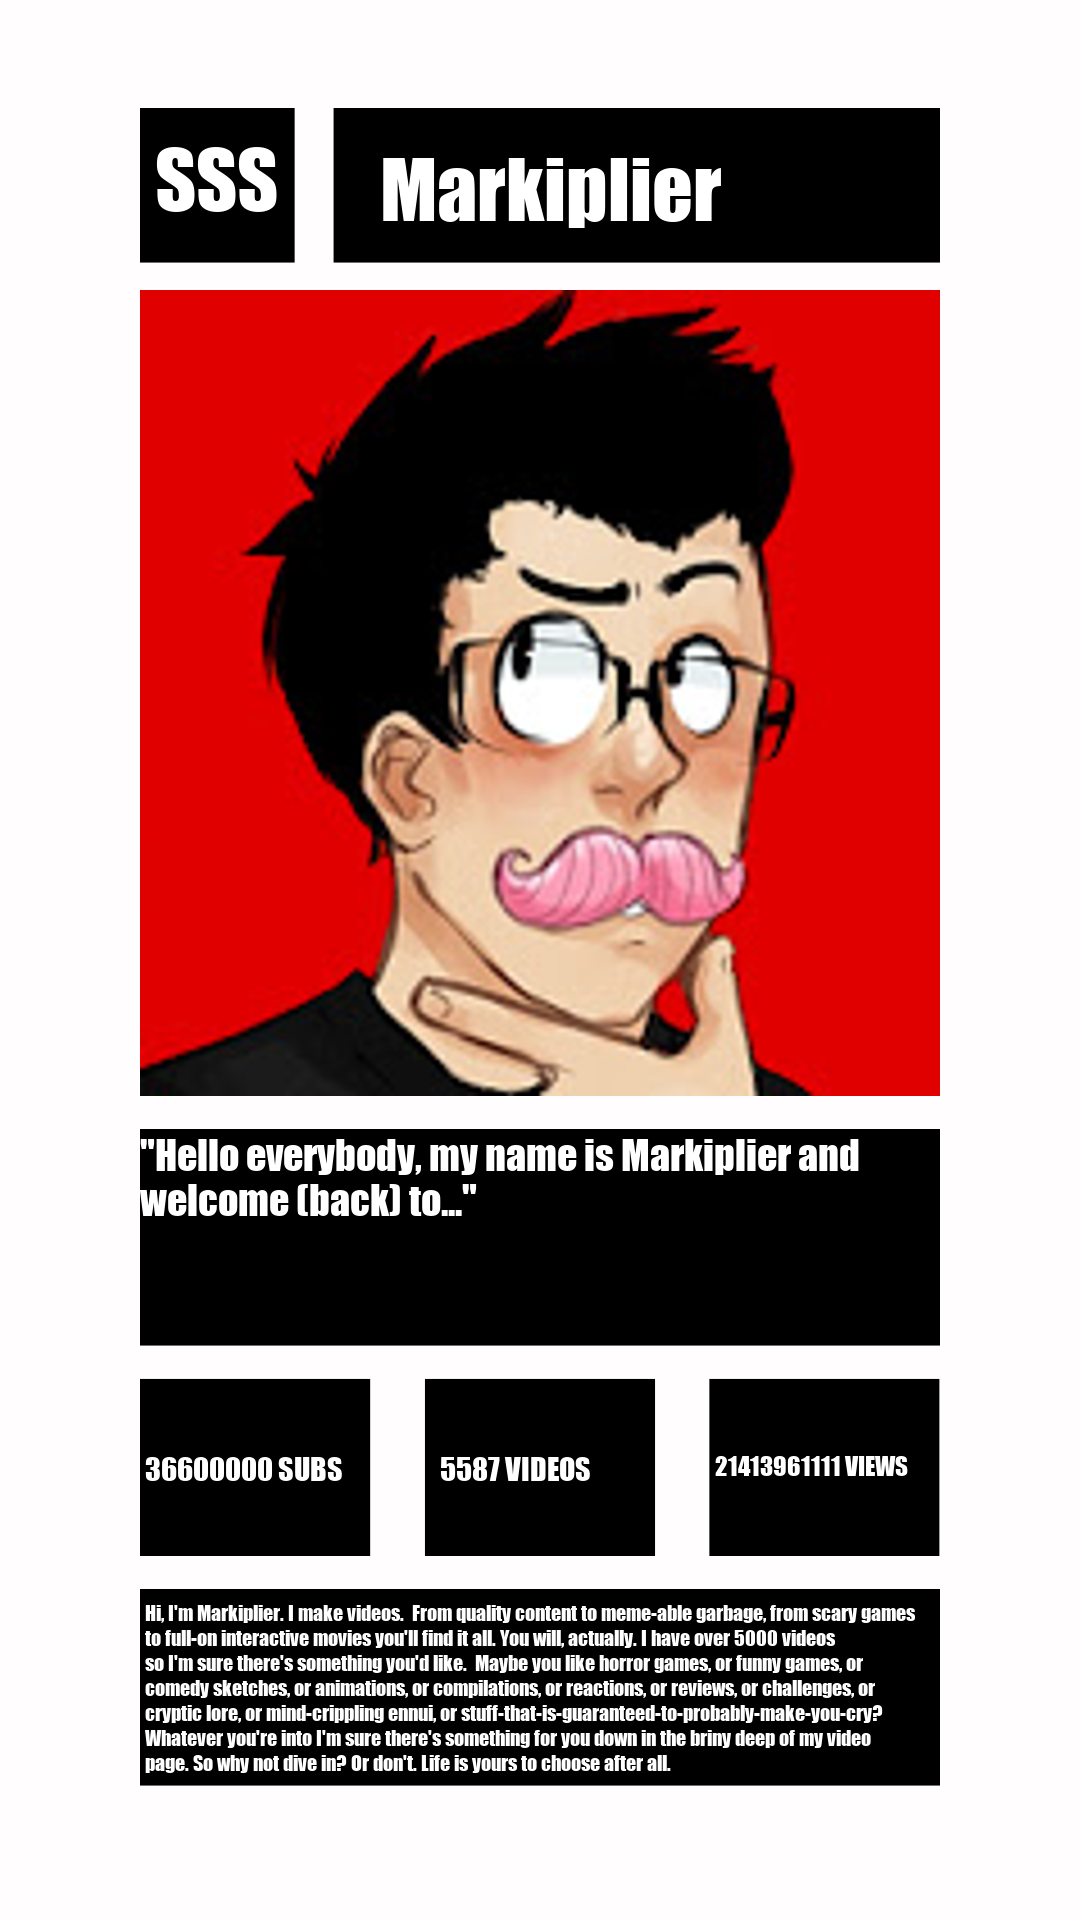 SSS
Markiplier
"Hello everybody, my name is Markiplier and
welcome (back) to..."
36600000 SUBS
5587 VIDEOS
21413961111 VIEWS
Hi, I'm Markiplier. I make videos.  From quality content to meme-able garbage, from scary games
to full-on interactive movies you'll find it all. You will, actually. I have over 5000 videos
so I'm sure there's something you'd like.  Maybe you like horror games, or funny games, or
comedy sketches, or animations, or compilations, or reactions, or reviews, or challenges, or
cryptic lore, or mind-crippling ennui, or stuff-that-is-guaranteed-to-probably-make-you-cry?
Whatever you're into I'm sure there's something for you down in the briny deep of my video
page. So why not dive in? Or don't. Life is yours to choose after all.